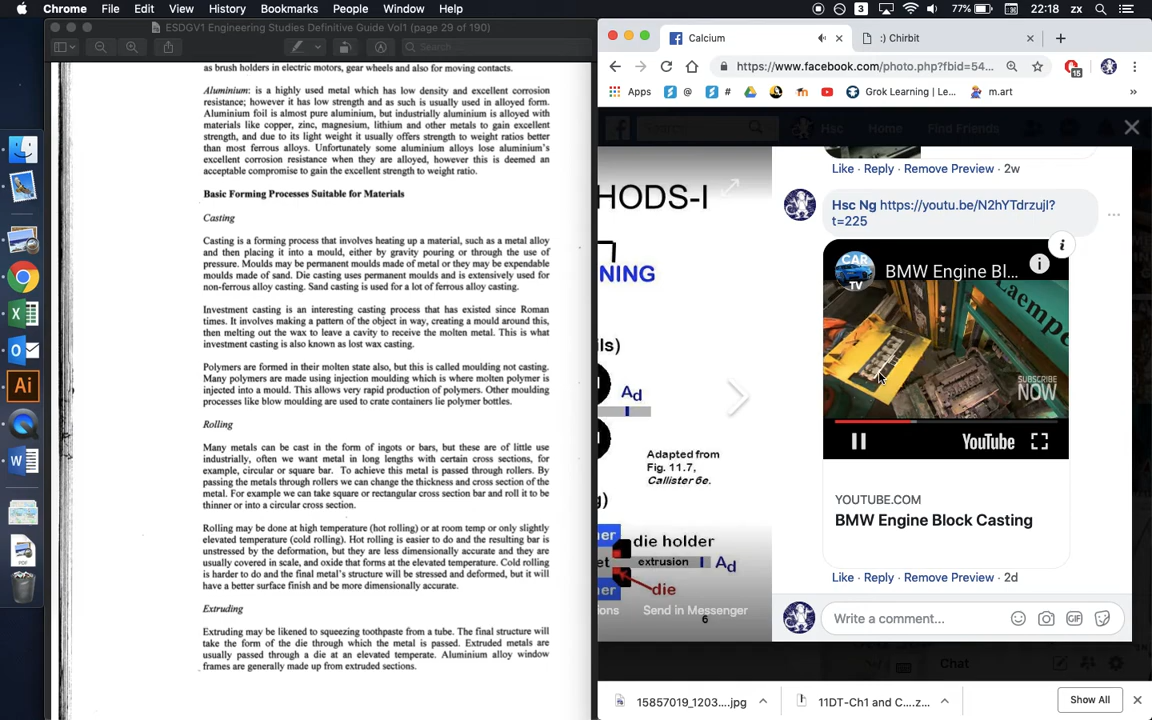 Chrome File Edit View History Bookmarks People Window Help 3 77% 22:18 zx
ESDGV1 Engineering Studies Definitive Guide Vol1 (page 29 of 190)
Search
as brush holders in electric motors, gear wheels and also for moving contacts.
Aluminium: is a highly used metal which has low density and excellent corrosion
resistance; however it has low strength and as such is usually used in alloyed form.
Aluminium foil is almost pure aluminium, but industrially aluminium is alloyed with
materials like copper, zinc, magnesium, lithium and other metals to gain excellent
strength, and due to its light weight it usually offers strength to weight ratios better
than most ferrous alloys. Unfortunately some aluminium alloys lose aluminium's
excellent corrosion resistance when they are alloyed, however this is deemed an
acceptable compromise to gain the excellent strength to weight ratio.
Basic Forming Processes Suitable for Materials
Casting
Casting is a forming process that involves heating up a material, such as a metal alloy
and then placing it into a mould, either by gravity pouring or through the use of
pressure. Moulds may be permanent moulds made of metal or they may be expendable
moulds made of sand. Die casting uses permanent moulds and is extensively used for
non-ferrous alloy casting. Sand casting is used for a lot of ferrous alloy casting.
Investment casting is an interesting casting process that has existed since Roman
times. It involves making a pattern of the object in way, creating a mould around this,
then melting out the wax to leave a cavity to receive the molten metal. This is what
investment casting is also known as lost wax casting.
Polymers are formed in their molten state also, but this is called moulding not casting.
Many polymers are made using injection moulding which is where molten polymer is
injected into a mould. This allows very rapid production of polymers. Other moulding
processes like blow moulding are used to crate containers lie polymer bottles.
Rolling
Many metals can be cast in the form of ingots or bars, but these are of little use
industrially, often we want metal in long lengths with certain cross sections, for
example, circular or square bar. To achieve this metal is passed through rollers. By
passing the metals through rollers we can change the thickness and cross section of the
metal. For example we can take square or rectangular cross section bar and roll it to be
thinner or into a circular cross section.
Rolling may be done at high temperature (hot rolling) or at room temp or only slightly
elevated temperature (cold rolling). Hot rolling is easier to do and the resulting bar is
unstressed by the deformation, but they are less dimensionally accurate and they are
usually covered in scale, and oxide that forms at the elevated temperature. Cold rolling
is harder to do and the final metal's structure will be stressed and deformed, but it will
have a better surface finish and be more dimensionally accurate.
Extruding
Extruding may be likened to squeezing toothpaste from a tube. The final structure will
take the form of the die through which the metal is passed. Extruded metals are
usually passed through a die at an elevated temperate. Aluminium alloy window
frames are generally made up from extruded sections.
Calcium
:) Chirbit
https://www.facebook.com/photo.php?fbid=54...
15
Apps @ # Grok Learning | Le... m.art »
Search Hsc Home Find Friends
HODS-I
NING
ls)
Ad
Adapted from
Fig. 11.7,
Callister 6e.
g)
er die holder
et extrusion Ad
er die
ions Send in Messenger
6
Like · Reply · Remove Preview · 2w
Hsc Ng https://youtu.be/N2hYTdrzujI?
t=225
CAR
TV
BMW Engine Bl...
Laempe
SUBSCRIBE
NOW
YouTube
YOUTUBE.COM
BMW Engine Block Casting
Like · Reply · Remove Preview · 2d
Write a comment...
GIF
Chat
15857019_1203....jpg
11DT-Ch1 and C....z...
Show All
X
O
Ai
W
PDF